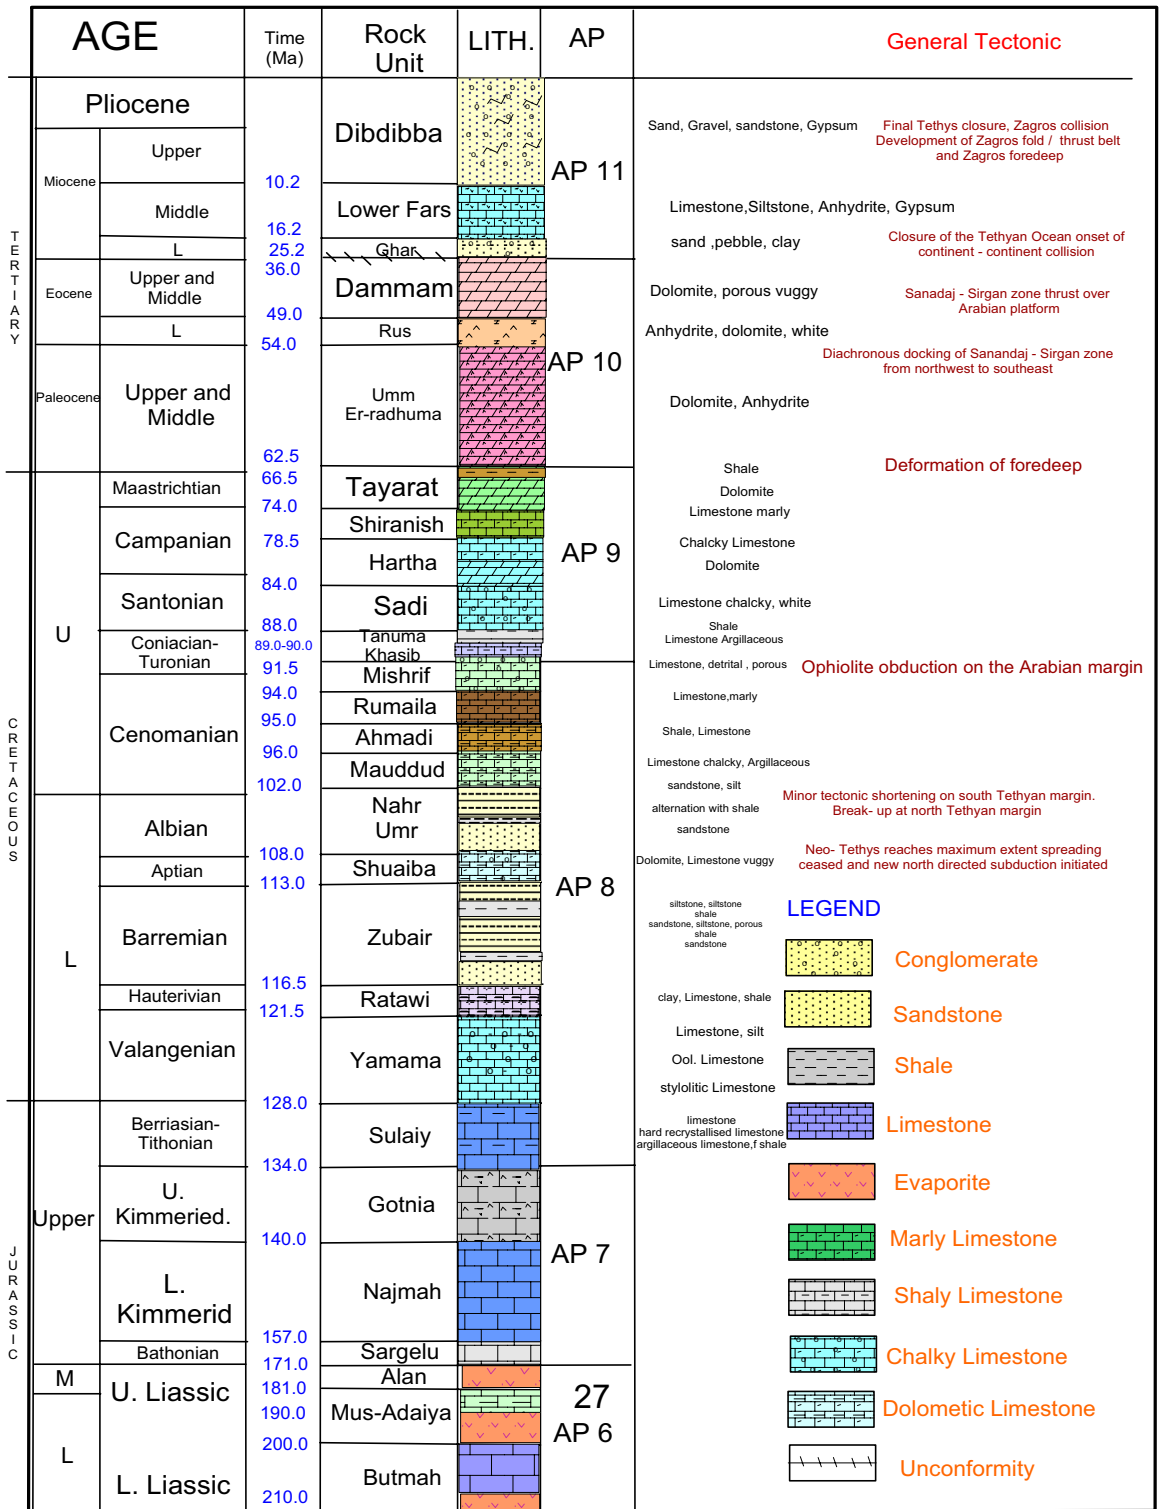 AGE
Time
(Ma)
Rock
Unit
LITH.
AP
General Tectonic
TERTIARY
Pliocene
Miocene
Upper
Middle
L
Eocene
Upper and
Middle
L
Paleocene
Upper and
Middle
CRETACEOUS
U
Maastrichtian
Campanian
Santonian
Coniacian-
Turonian
Cenomanian
L
Albian
Aptian
Barremian
Hauterivian
Valangenian
JURASSIC
Upper
Berriasian-
Tithonian
U.
Kimmeried.
L.
Kimmerid
Bathonian
M
U. Liassic
L
L. Liassic
10.2
16.2
25.2
36.0
49.0
54.0
62.5
66.5
74.0
78.5
84.0
88.0
89.0-90.0
91.5
94.0
95.0
96.0
102.0
108.0
113.0
116.5
121.5
128.0
134.0
140.0
157.0
171.0
181.0
190.0
200.0
210.0
Dibdibba
Lower Fars
Ghar
Dammam
Rus
Umm
Er-radhuma
Tayarat
Shiranish
Hartha
Sadi
Tanuma
Khasib
Mishrif
Rumaila
Ahmadi
Mauddud
Nahr
Umr
Shuaiba
Zubair
Ratawi
Yamama
Sulaiy
Gotnia
Najmah
Sargelu
Alan
Mus-Adaiya
Butmah
AP 11
AP 10
AP 9
AP 8
AP 7
27
AP 6
Sand, Gravel, sandstone, Gypsum
Limestone,Siltstone, Anhydrite, Gypsum
sand ,pebble, clay
Dolomite, porous vuggy
Anhydrite, dolomite, white
Dolomite, Anhydrite
Shale
Dolomite
Limestone marly
Chalcky Limestone
Dolomite
Limestone chalcky, white
Shale
Limestone Argillaceous
Limestone, detrital , porous
Limestone,marly
Shale, Limestone
Limestone chalcky, Argillaceous
sandstone, silt
alternation with shale
sandstone
Dolomite, Limestone vuggy
siltstone, siltstone
shale
sandstone, siltstone, porous
shale
sandstone
clay, Limestone, shale
Limestone, silt
Ool. Limestone
stylolitic Limestone
limestone
hard recrystallised limestone
argillaceous limestone,f shale
Final Tethys closure, Zagros collision
Development of Zagros fold / thrust belt
and Zagros foredeep
Closure of the Tethyan Ocean onset of
continent - continent collision
Sanadaj - Sirgan zone thrust over
Arabian platform
Diachronous docking of Sanandaj - Sirgan zone
from northwest to southeast
Deformation of foredeep
Ophiolite obduction on the Arabian margin
Minor tectonic shortening on south Tethyan margin.
Break- up at north Tethyan margin
Neo- Tethys reaches maximum extent spreading
ceased and new north directed subduction initiated
LEGEND
Conglomerate
Sandstone
Shale
Limestone
Evaporite
Marly Limestone
Shaly Limestone
Chalky Limestone
Dolometic Limestone
Unconformity